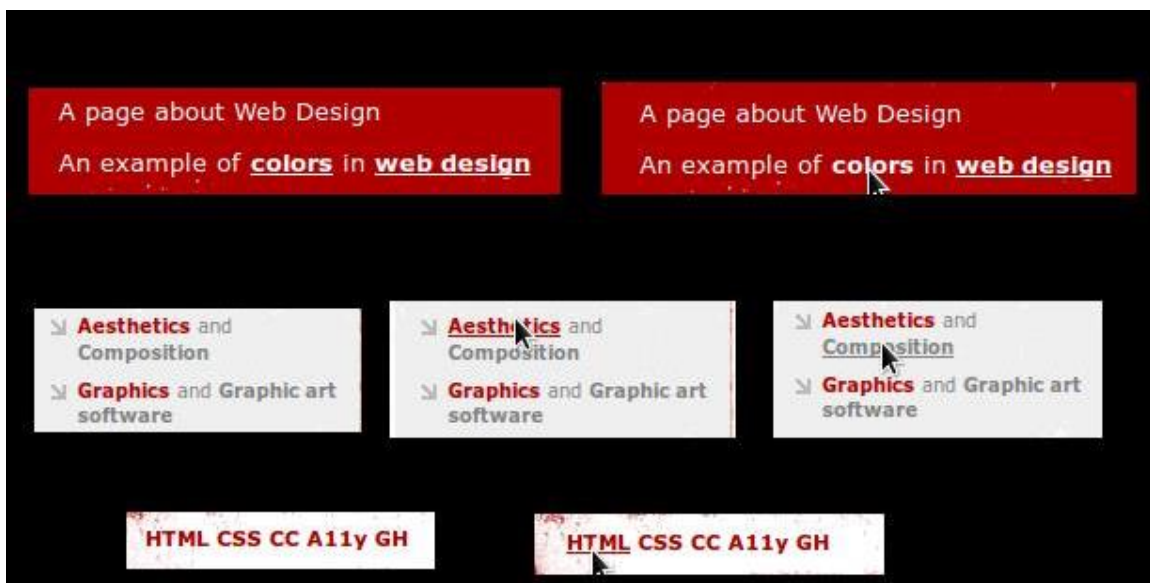 A page about Web Design
An example of colors in web design
A page about Web Design
An example of colors in web design
Aesthetics and
Composition
Graphics and Graphic art
software
Aesthetics and
Composition
Graphics and Graphic art
software
Aesthetics and
Composition
Graphics and Graphic art
software
HTML CSS CC A11y GH
HTML CSS CC A11y GH